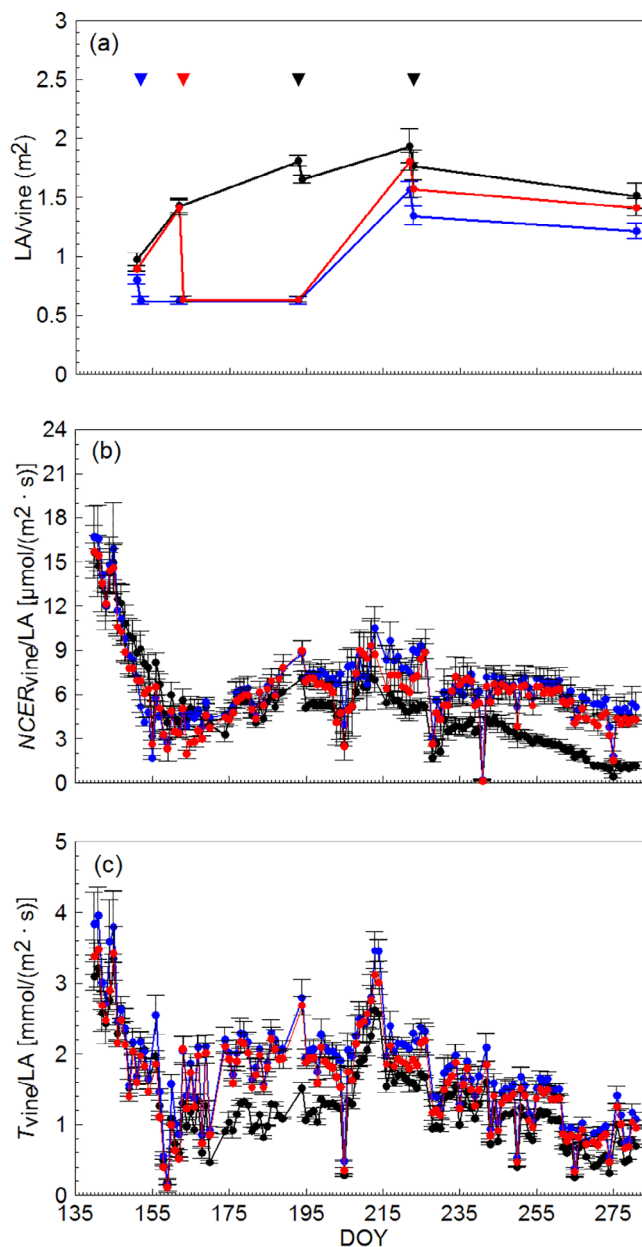 (a)
3
2.5
2
1.5
1
0.5
0
LA/vine (m2)
(b)
24
21
18
15
12
9
6
3
0
NCERvine/LA [μmol/(m2 · s)]
(c)
5
4
3
2
1
0
Tvine/LA [mmol/(m2 · s)]
135 155 175 195 215 235 255 275
DOY